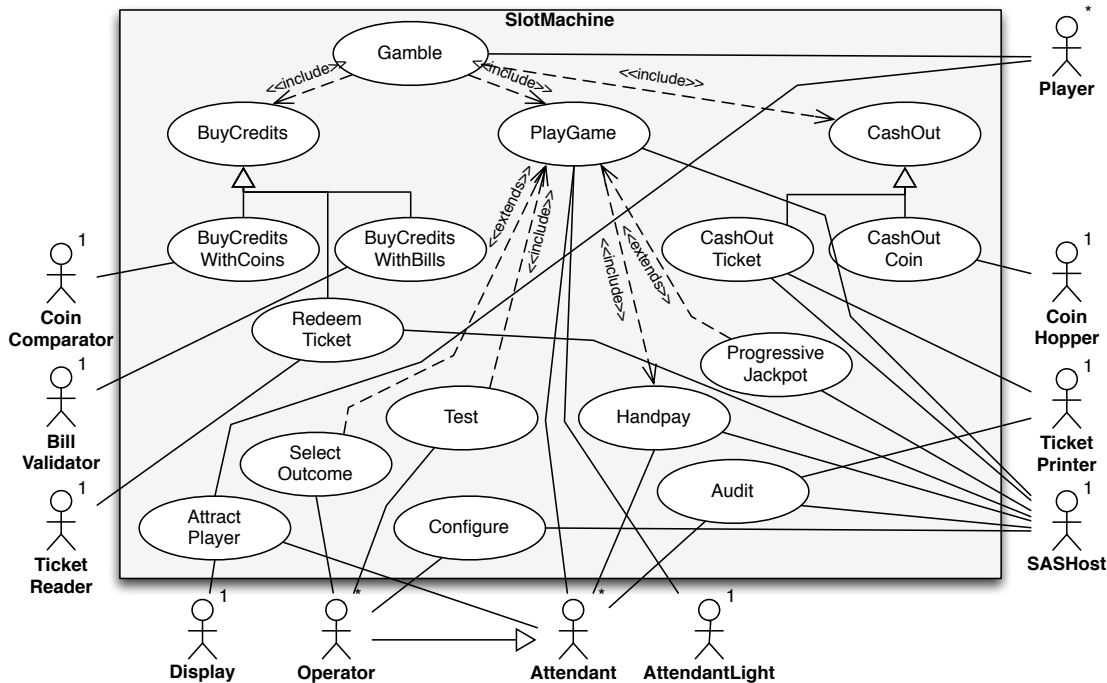 SlotMachine
*
Gamble
Player
<<include>>
<<include>>
<<include>>
BuyCredits
PlayGame
CashOut
<<extends>>
<<include>>
<<include>>
<<extends>>
1
BuyCredits
WithCoins
BuyCredits
WithBills
CashOut
Ticket
CashOut
Coin
1
Coin
Comparator
Coin
Hopper
Redeem
Ticket
Progressive
Jackpot
1
Bill
Validator
1
Ticket
Printer
Test
Handpay
Select
Outcome
Audit
1
Ticket
Reader
1
SASHost
Attract
Player
Configure
1
Display
*
Operator
*
Attendant
1
AttendantLight